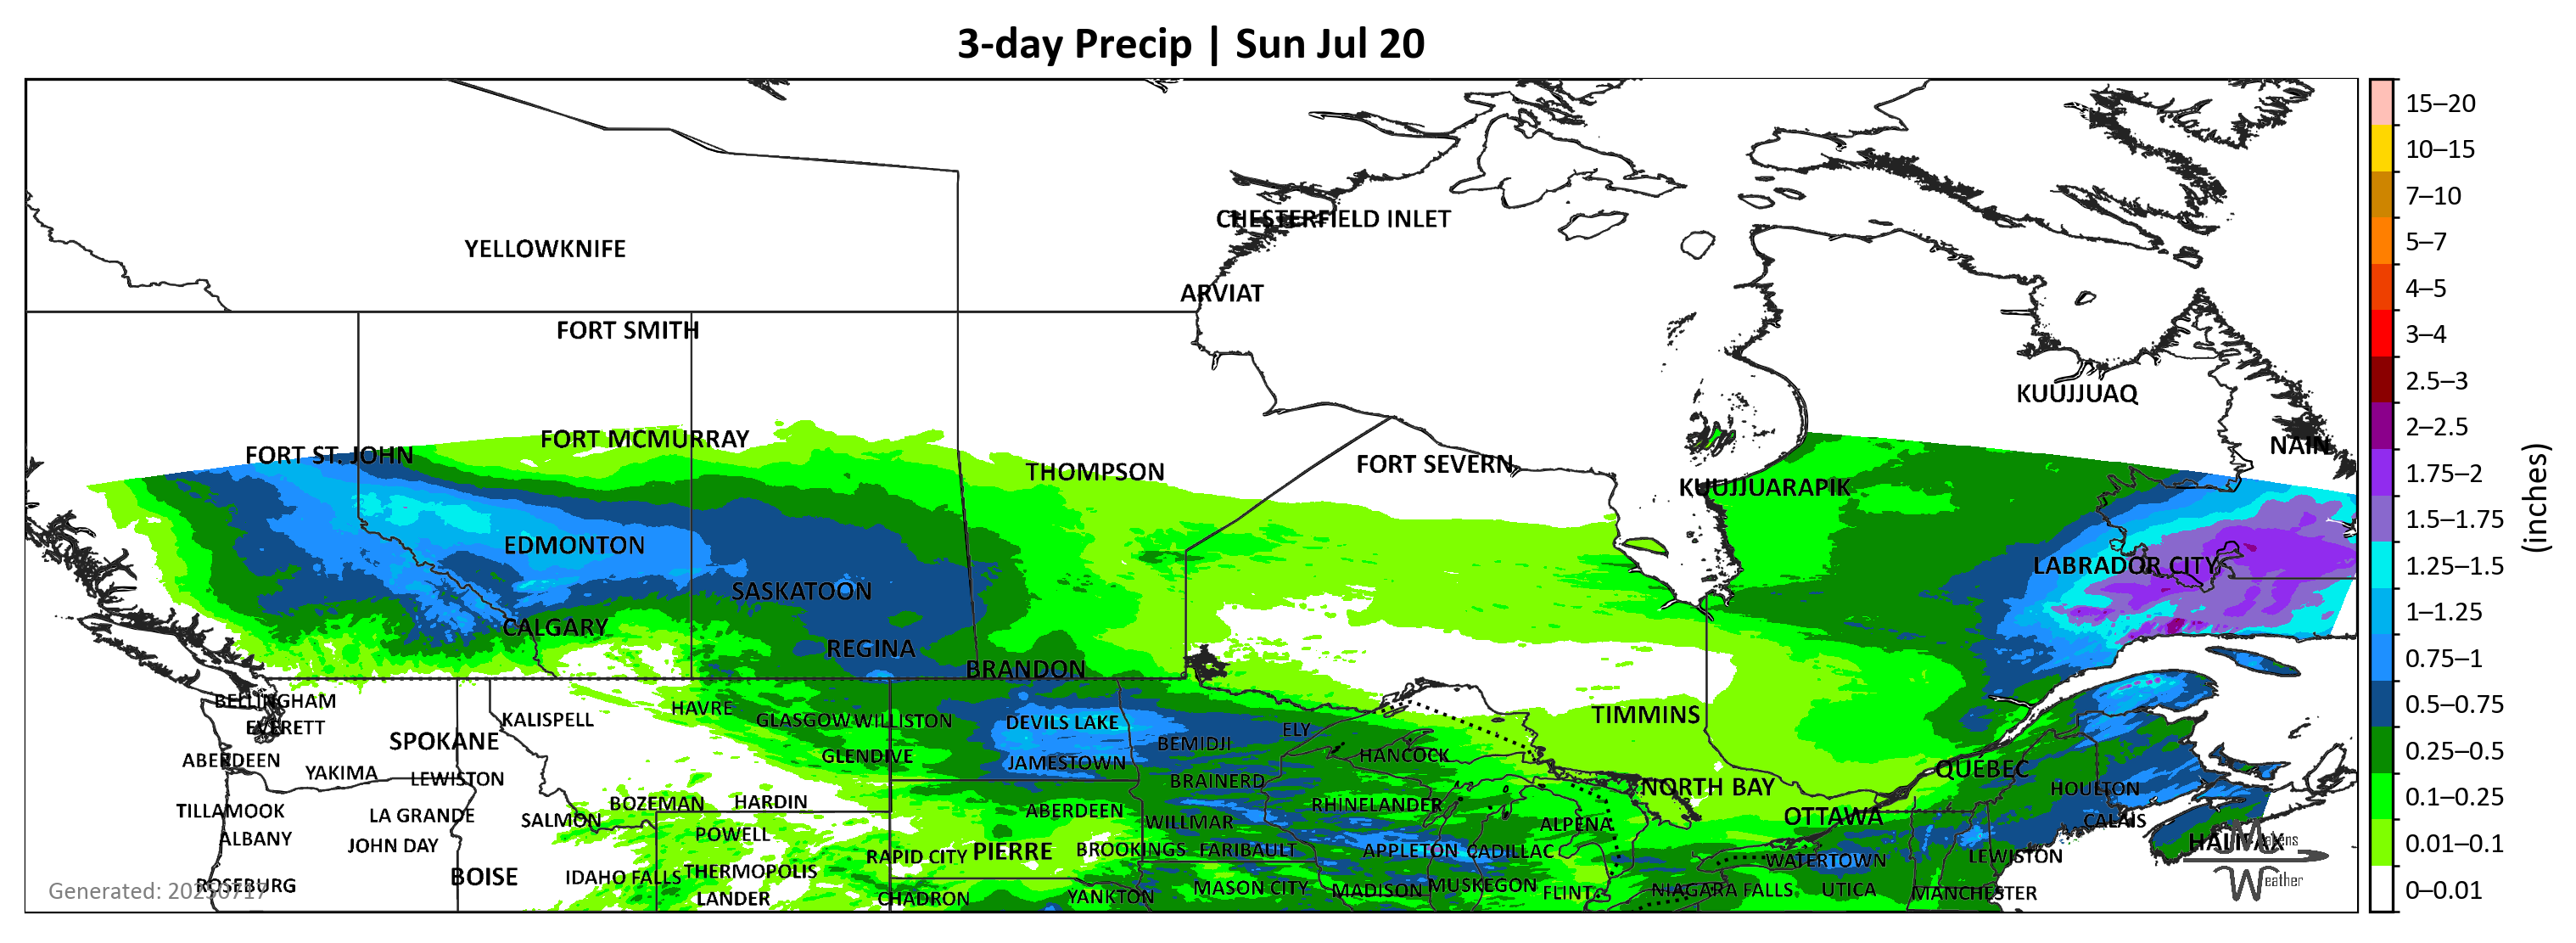 3-day Precip | Sun Jul 20
YELLOWKNIFE
CHESTERFIELD INLET
ARVIAT
FORT SMITH
KUUJJUAQ
NAIN
FORT ST. JOHN
FORT MCMURRAY
THOMPSON
FORT SEVERN
KUUJJUARAPIK
EDMONTON
LABRADOR CITY
SASKATOON
CALGARY
REGINA
BRANDON
BELLINGHAM
EVERETT
KALISPELL
HAVRE
GLASGOW WILLISTON
DEVILS LAKE
ELY
TIMMINS
SPOKANE
ABERDEEN
GLENDIVE
JAMESTOWN
BEMIDJI
HANCOCK
QUÉBEC
YAKIMA
LEWISTON
BRAINERD
NORTH BAY
HOULTON
TILLAMOOK
LA GRANDE
SALMON
BOZEMAN
HARDIN
ABERDEEN
WILLMAR
RHINELANDER
ALPENA
OTTAWA
CALAIS
ALBANY
JOHN DAY
POWELL
RAPID CITY
PIERRE
BROOKINGS
FARIBAULT
APPLETON
CADILLAC
WATERTOWN
LEWISTON
HALIFAX
ROSEBURG
BOISE
IDAHO FALLS
THERMOPOLIS
LANDER
CHADRON
YANKTON
MASON CITY
MADISON
MUSKEGON
FLINT
NIAGARA FALLS
UTICA
MANCHESTER
Generated: 20250717
Matens
Weather
15–20
10–15
7–10
5–7
4–5
3–4
2.5–3
2–2.5
1.75–2
1.5–1.75
1.25–1.5
1–1.25
0.75–1
0.5–0.75
0.25–0.5
0.1–0.25
0.01–0.1
0–0.01
(inches)